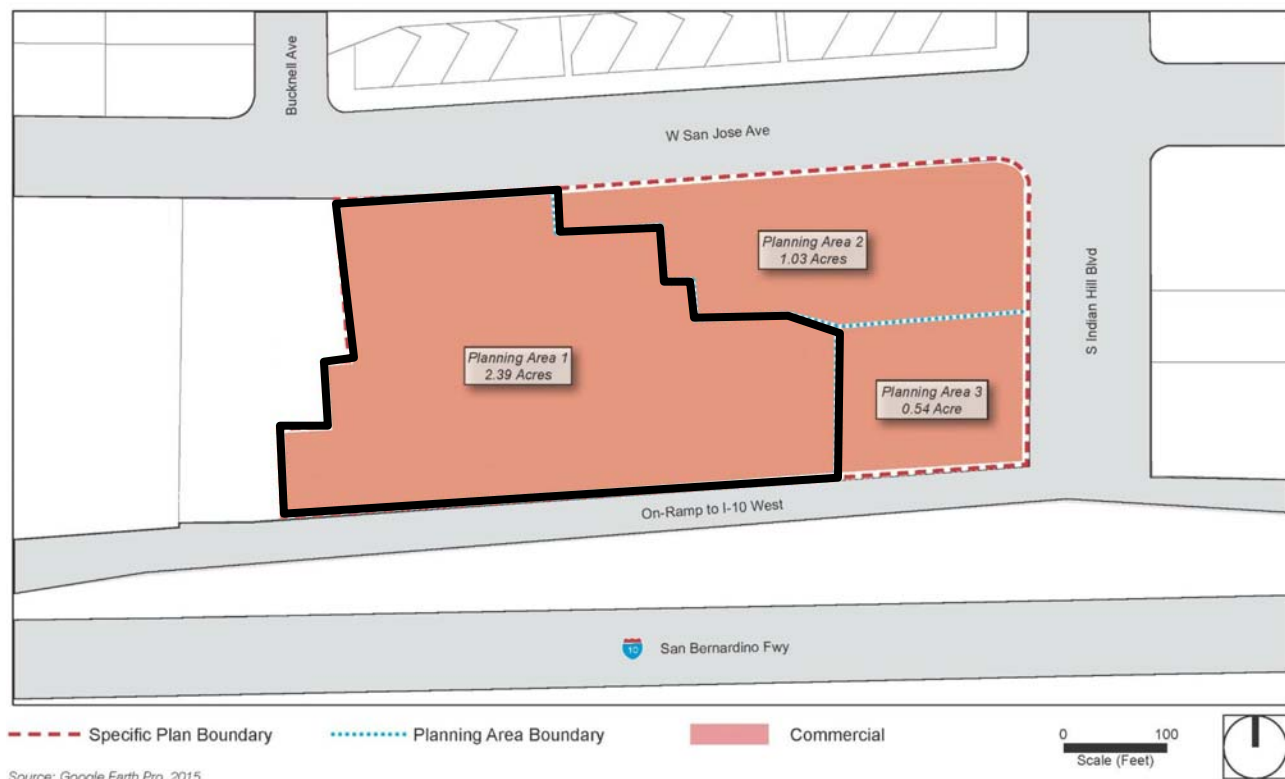 Bucknell Ave
W San Jose Ave
Planning Area 2
1.03 Acres
S Indian Hill Blvd
Planning Area 1
2.39 Acres
Planning Area 3
0.54 Acre
On-Ramp to I-10 West
10
San Bernardino Fwy
Specific Plan Boundary
Planning Area Boundary
Commercial
0
100
Scale (Feet)
Source: Google Earth Pro, 2015